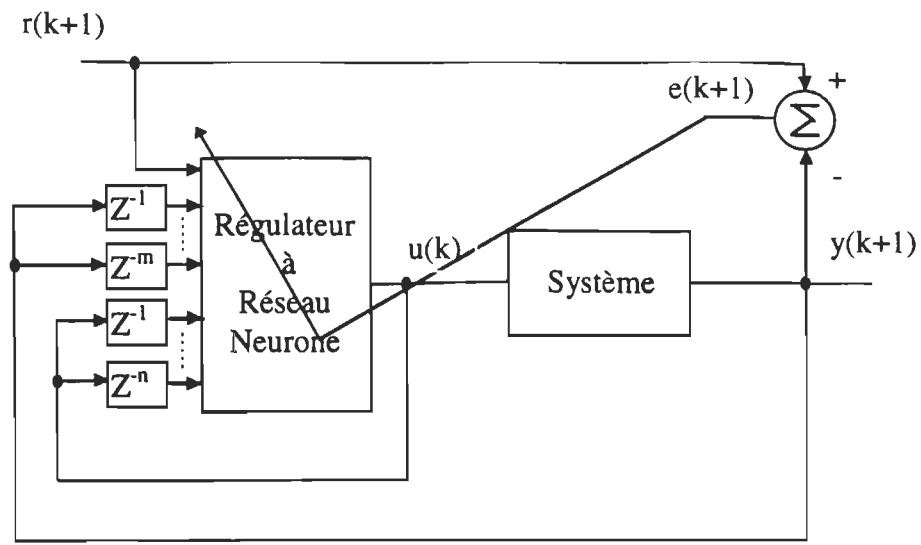 r(k+1)
e(k+1)
+
Σ
-
Z⁻¹
Z⁻ᵐ
Z⁻¹
Z⁻ⁿ
Régulateur
à
Réseau
Neurone
u(k)
Système
y(k+1)